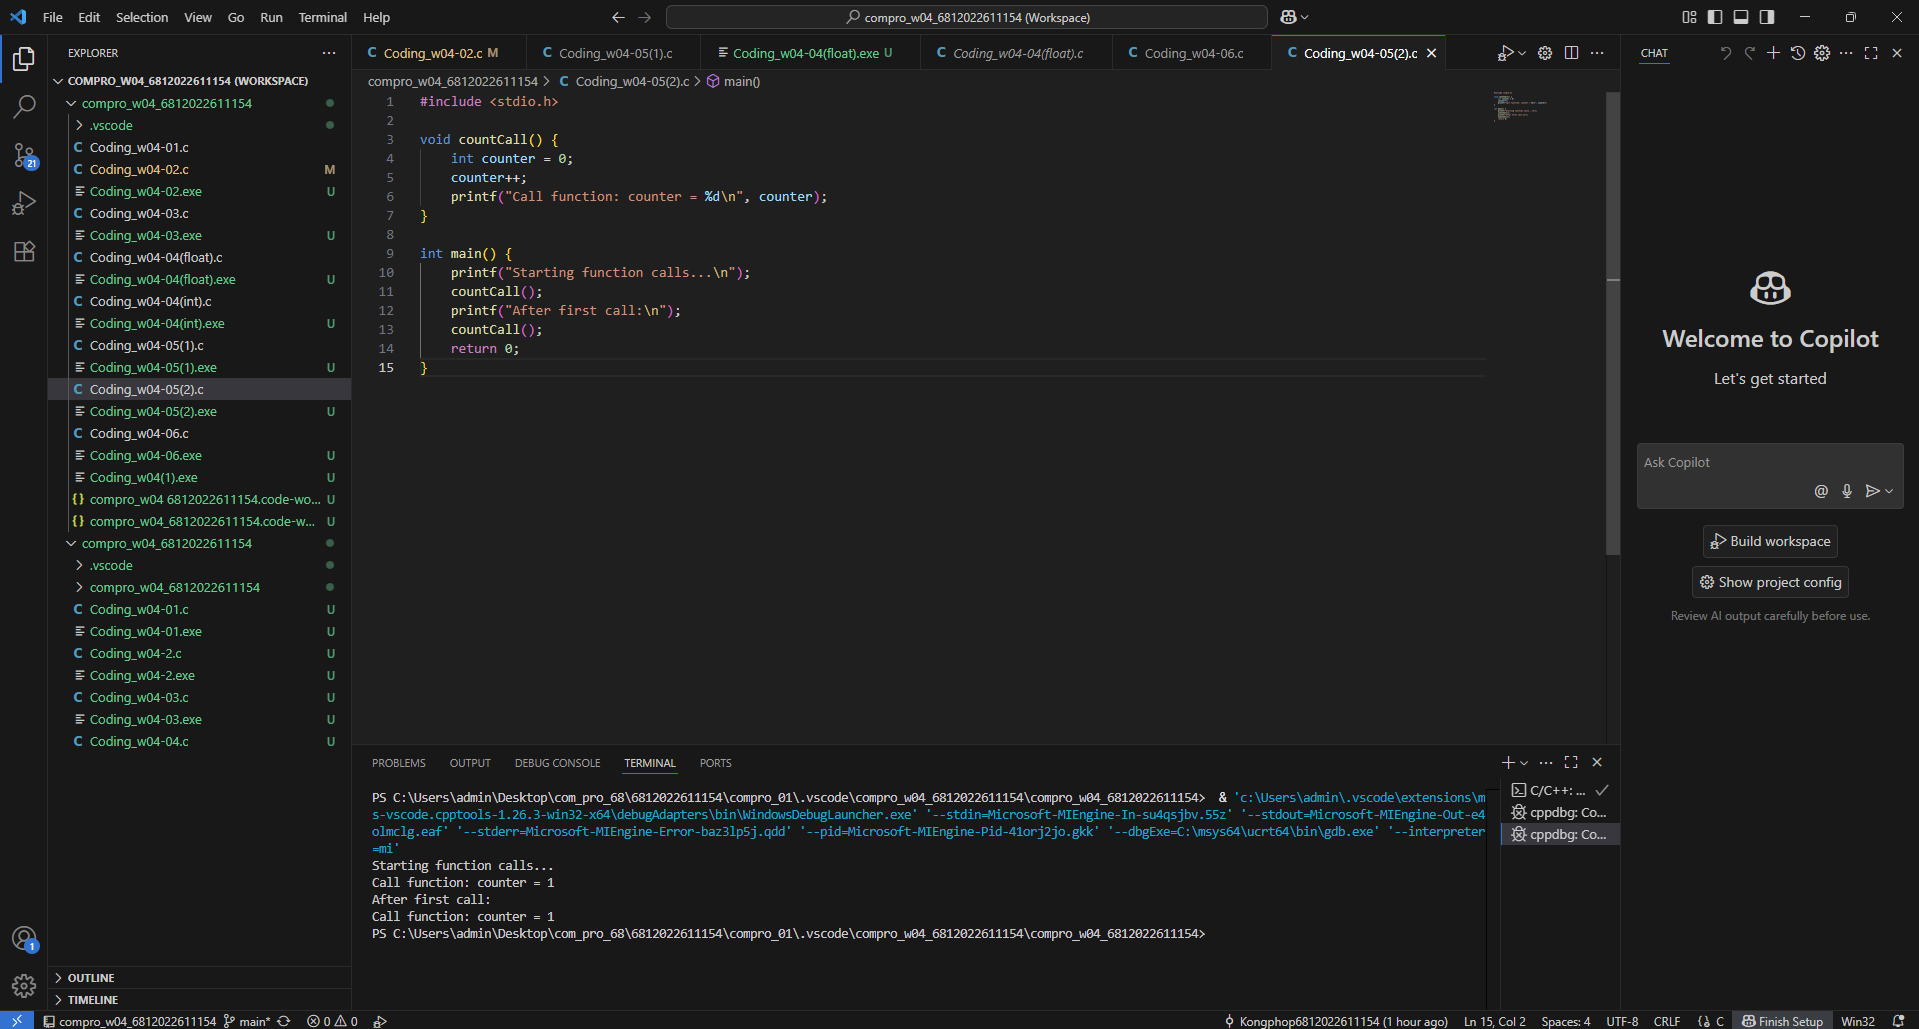 File Edit Selection View Go Run Terminal Help
compro_w04_6812022611154 (Workspace)
EXPLORER
COMPRO_W04_6812022611154 (WORKSPACE)
compro_w04_6812022611154
.vscode
C Coding_w04-01.c
C Coding_w04-02.c M
Coding_w04-02.exe U
C Coding_w04-03.c
Coding_w04-03.exe U
C Coding_w04-04(float).c
Coding_w04-04(float).exe U
C Coding_w04-04(int).c
Coding_w04-04(int).exe U
C Coding_w04-05(1).c
Coding_w04-05(1).exe U
C Coding_w04-05(2).c
Coding_w04-05(2).exe U
C Coding_w04-06.c
Coding_w04-06.exe U
Coding_w04(1).exe U
{} compro_w04 6812022611154.code-wo... U
{} compro_w04_6812022611154.code-w... U
compro_w04_6812022611154
.vscode
compro_w04_6812022611154
C Coding_w04-01.c U
Coding_w04-01.exe U
C Coding_w04-2.c U
Coding_w04-2.exe U
C Coding_w04-03.c U
Coding_w04-03.exe U
C Coding_w04-04.c U
OUTLINE
TIMELINE
21
1
C Coding_w04-02.c M
C Coding_w04-05(1).c
Coding_w04-04(float).exe U
C Coding_w04-04(float).c
C Coding_w04-06.c
C Coding_w04-05(2).c
compro_w04_6812022611154 > C Coding_w04-05(2).c > main()
1 #include <stdio.h>
2
3 void countCall() {
4 int counter = 0;
5 counter++;
6 printf("Call function: counter = %d\n", counter);
7 }
8
9 int main() {
10 printf("Starting function calls...\n");
11 countCall();
12 printf("After first call:\n");
13 countCall();
14 return 0;
15 }
PROBLEMS OUTPUT DEBUG CONSOLE TERMINAL PORTS
PS C:\Users\admin\Desktop\com_pro_68\6812022611154\compro_01\.vscode\compro_w04_6812022611154\compro_w04_6812022611154> & 'c:\Users\admin\.vscode\extensions\m
s-vscode.cpptools-1.26.3-win32-x64\debugAdapters\bin\WindowsDebugLauncher.exe' '--stdin=Microsoft-MIEngine-In-su4qsjbv.55z' '--stdout=Microsoft-MIEngine-Out-e4
olmclg.eaf' '--stderr=Microsoft-MIEngine-Error-baz3lp5j.qdd' '--pid=Microsoft-MIEngine-Pid-41orj2jo.gkk' '--dbgExe=C:\msys64\ucrt64\bin\gdb.exe' '--interpreter
=mi'
Starting function calls...
Call function: counter = 1
After first call:
Call function: counter = 1
PS C:\Users\admin\Desktop\com_pro_68\6812022611154\compro_01\.vscode\compro_w04_6812022611154\compro_w04_6812022611154>
C/C++: ...
cppdbg: Co...
cppdbg: Co...
CHAT
Welcome to Copilot
Let's get started
Ask Copilot
@
Build workspace
Show project config
Review AI output carefully before use.
compro_w04_6812022611154 main* 0 0
Kongphop6812022611154 (1 hour ago) Ln 15, Col 2 Spaces: 4 UTF-8 CRLF {} C Finish Setup Win32